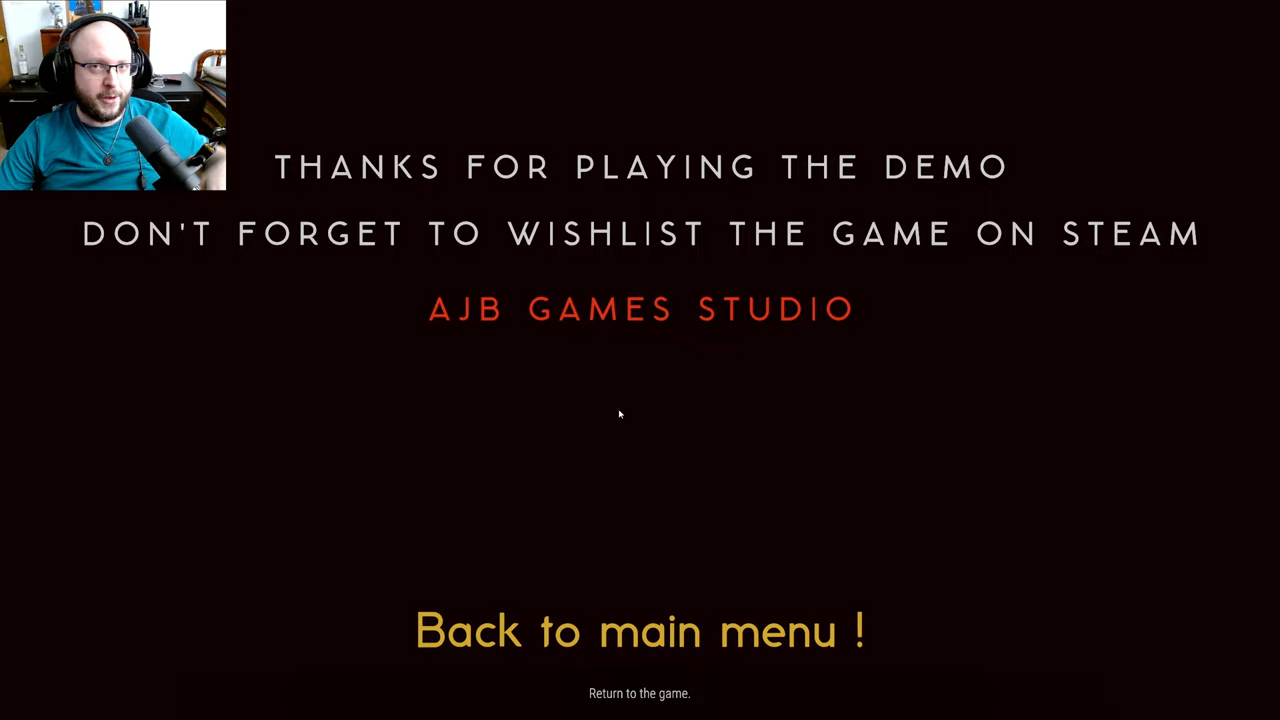 THANKS FOR PLAYING THE DEMO
DON'T FORGET TO WISHLIST THE GAME ON STEAM
AJB GAMES STUDIO
Back to main menu !
Return to the game.